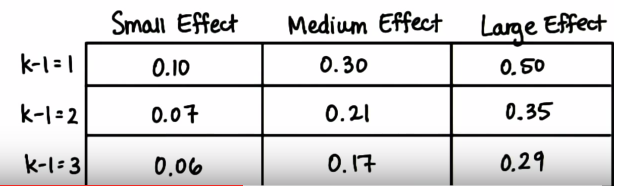 Small Effect Medium Effect Large Effect
k-1=1 0.10 0.30 0.50
k-1=2 0.07 0.21 0.35
k-1=3 0.06 0.17 0.29